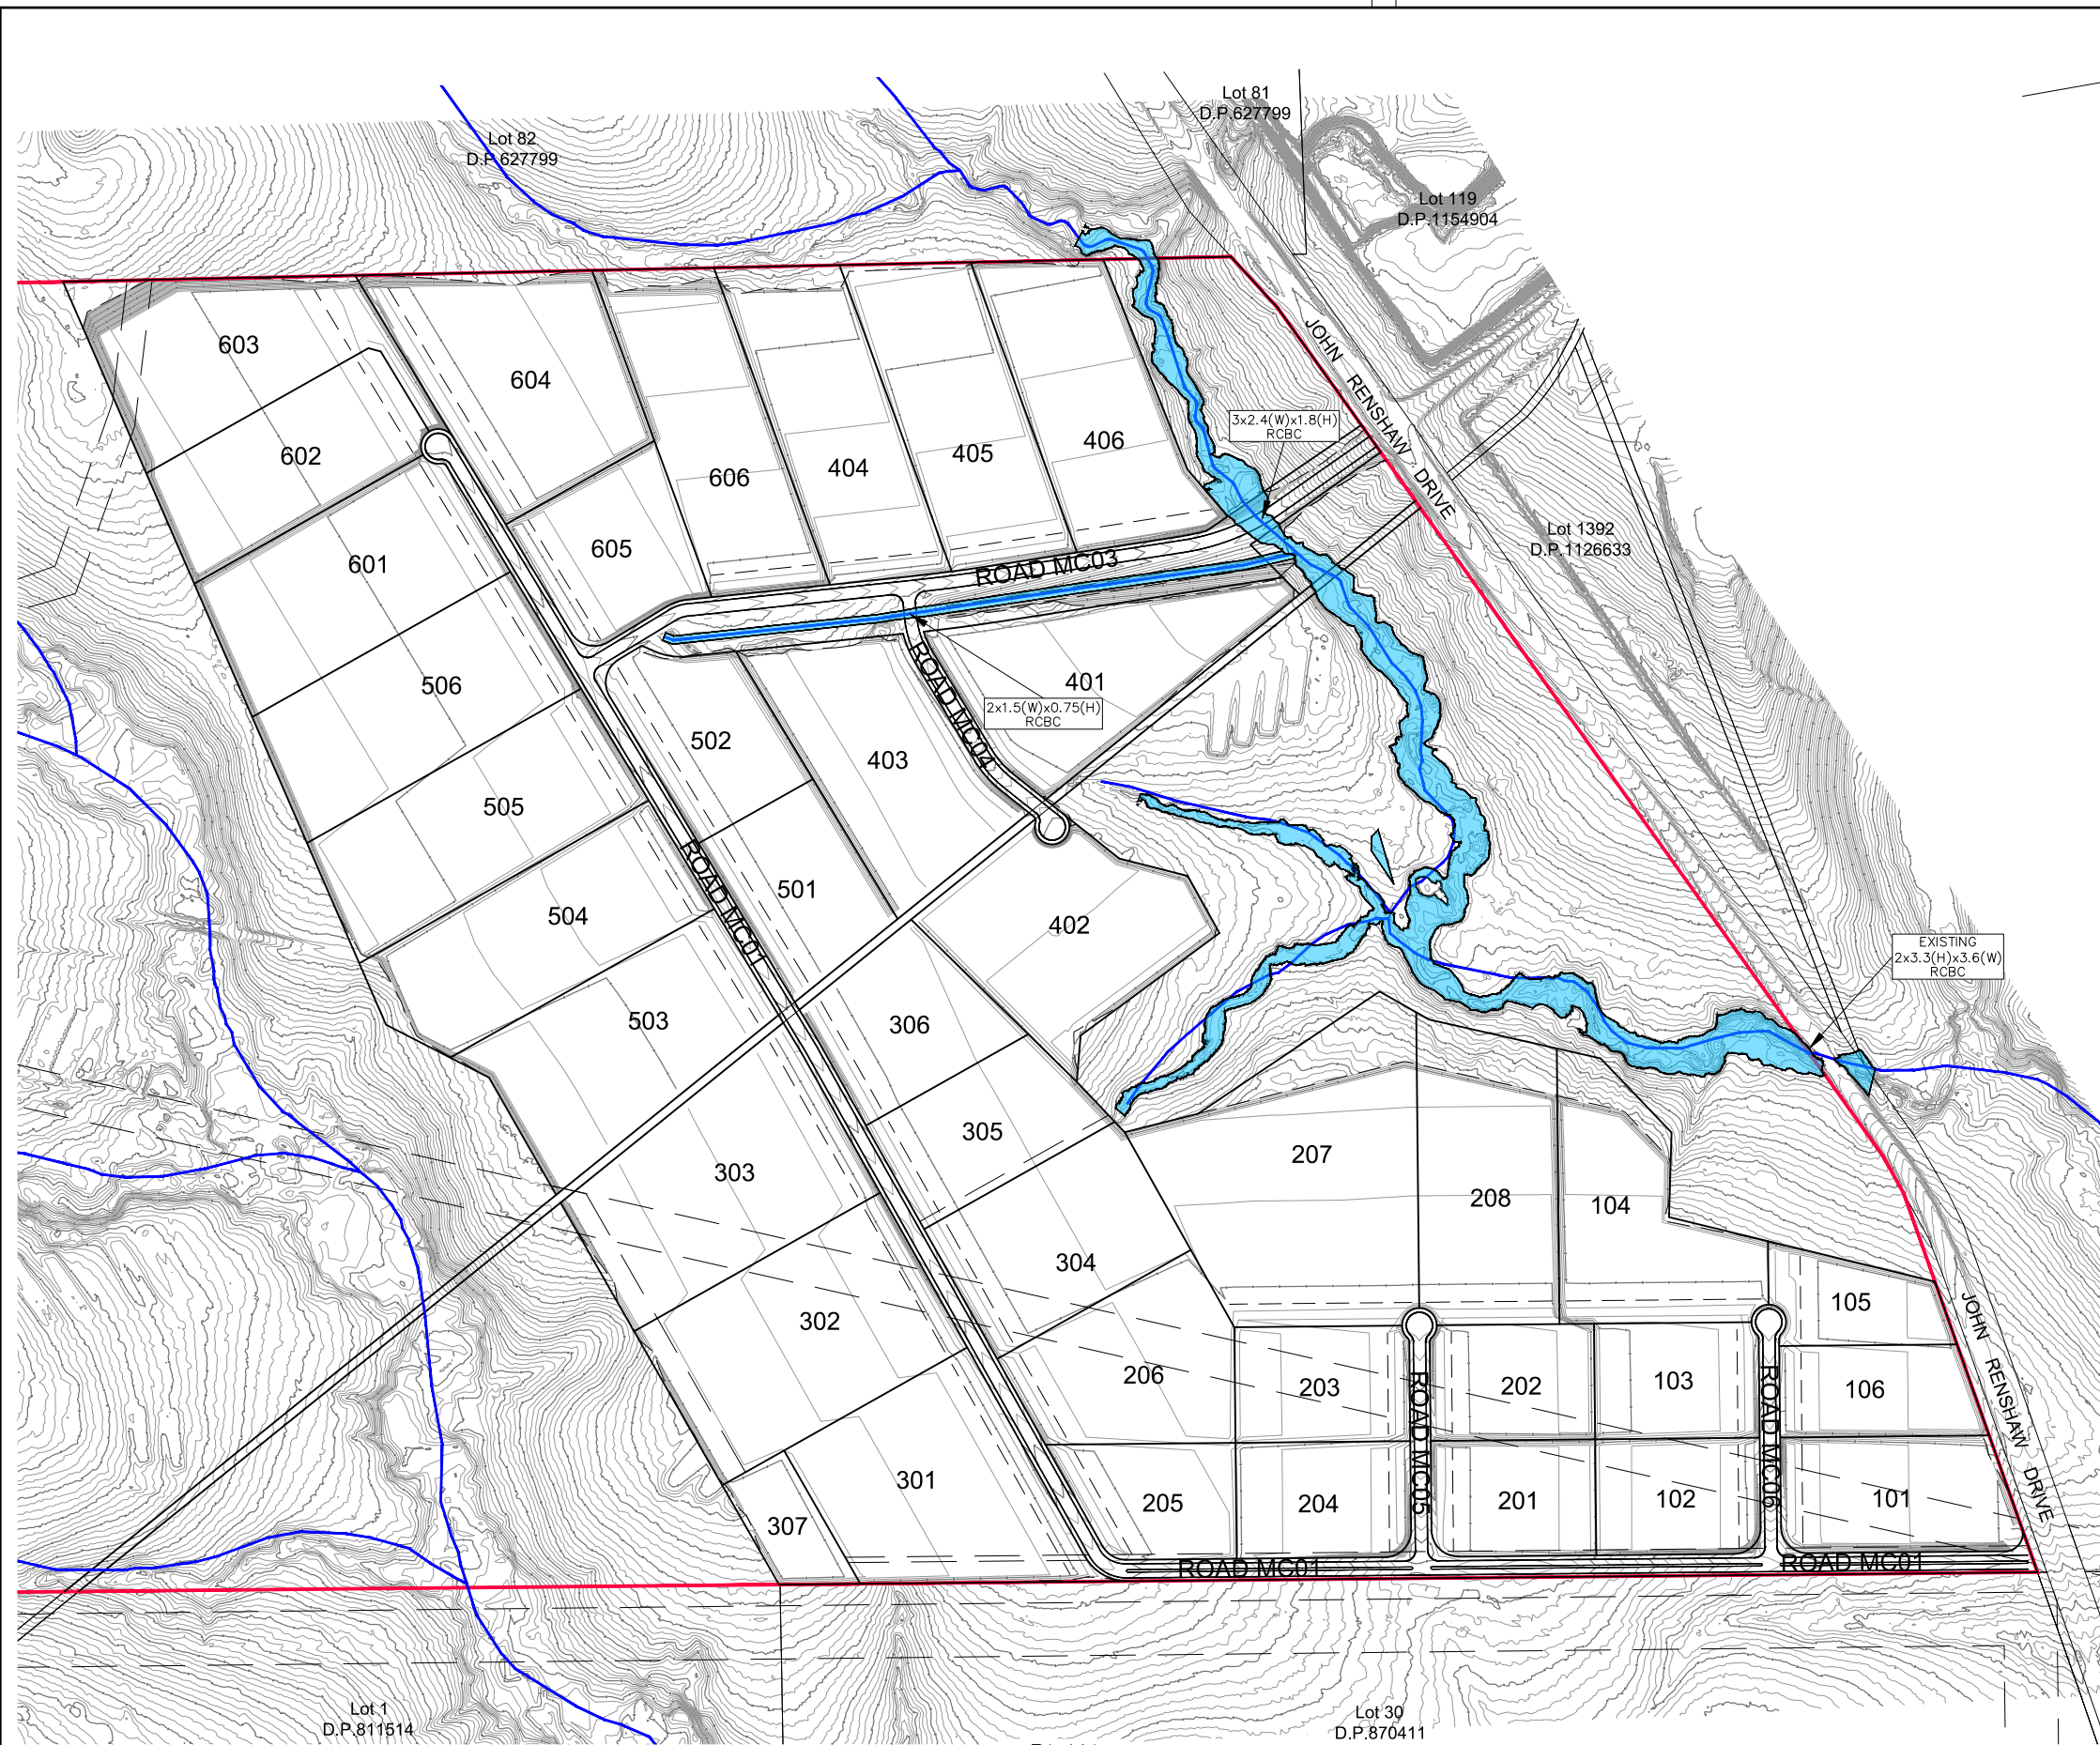 Lot 81
D.P.627799
Lot 82
D.P.627799
Lot 119
D.P.1154904
603
JOHN RENSHAW DRIVE
604
3x2.4(W)x1.8(H)
RCBC
406
602
405
404
606
Lot 1392
D.P.1126633
605
601
ROAD MC03
401
506
ROAD MC04
2x1.5(W)x0.75(H)
RCBC
502
403
505
ROAD MC01
501
504
402
EXISTING
2x3.3(H)x3.6(W)
RCBC
503
306
305
207
303
208
104
304
105
302
JOHN RENSHAW DRIVE
206
203
202
103
106
ROAD MC05
ROAD MC06
301
205
204
201
102
101
307
ROAD MC01
ROAD MC01
Lot 1
D.P.811514
Lot 30
D.P.870411